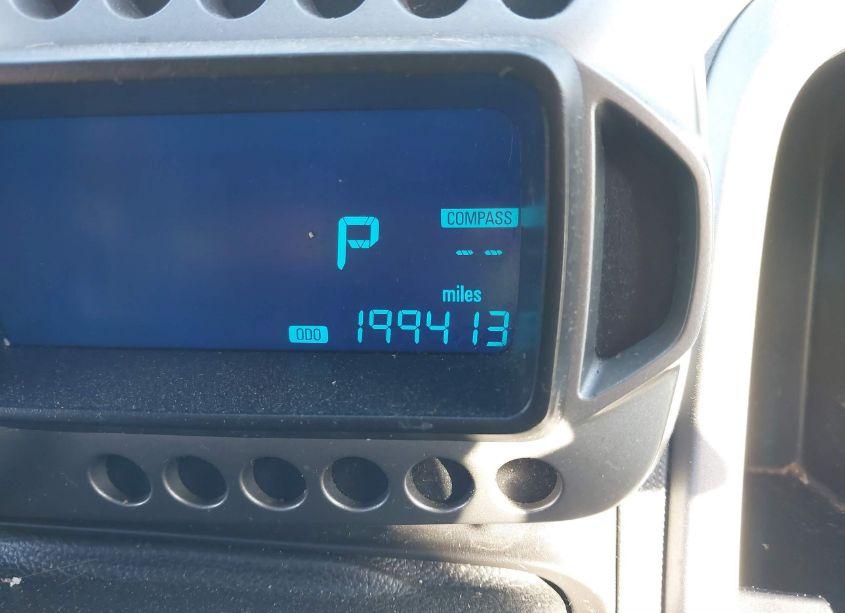 P
COMPASS
--
miles
ODO 199413